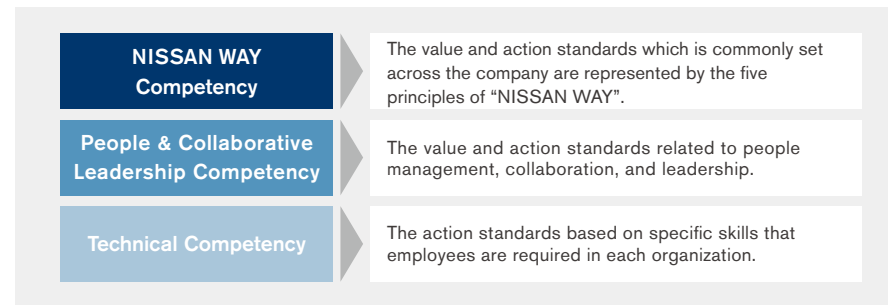 NISSAN WAY
Competency
The value and action standards which is commonly set
across the company are represented by the five
principles of “NISSAN WAY”.
People & Collaborative
Leadership Competency
The value and action standards related to people
management, collaboration, and leadership.
Technical Competency
The action standards based on specific skills that
employees are required in each organization.